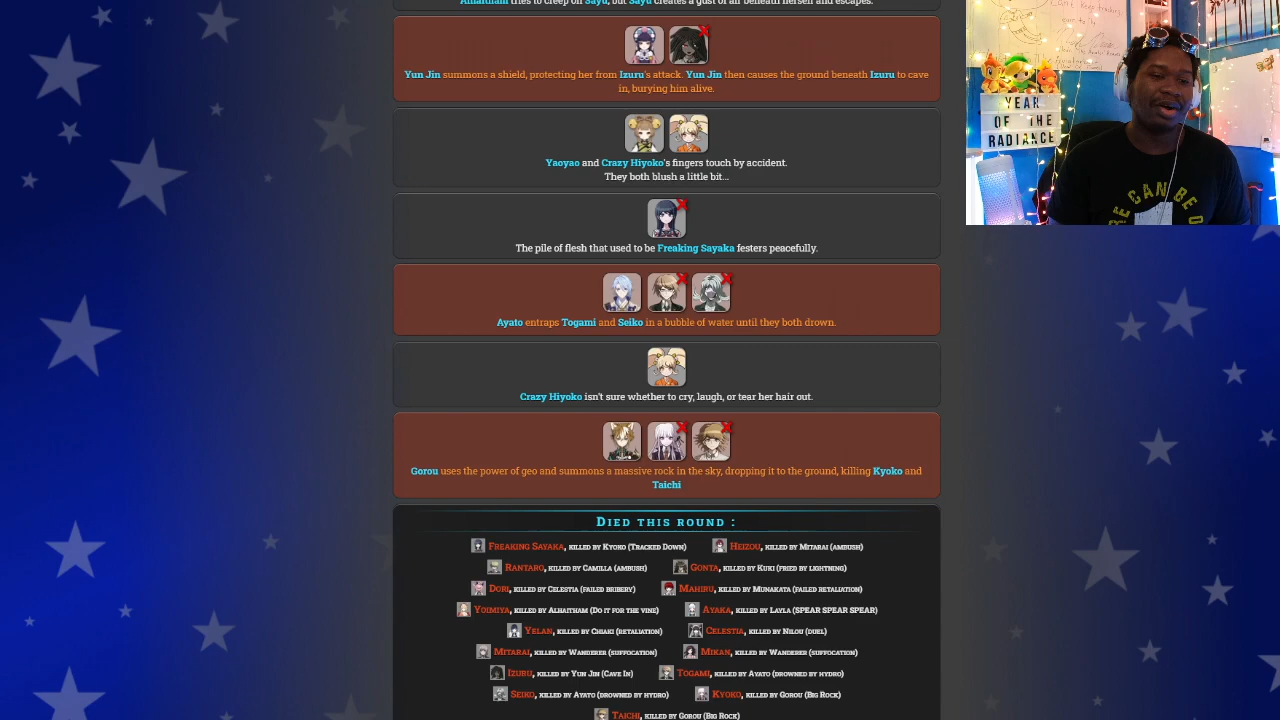 Alhaitham tries to creep on Sayu, but Sayu creates a gust of air beneath herself and escapes.
Yun Jin summons a shield, protecting her from Izuru's attack. Yun Jin then causes the ground beneath Izuru to cave
in, burying him alive.
Yaoyao and Crazy Hiyoko's fingers touch by accident.
They both blush a little bit...
The pile of flesh that used to be Freaking Sayaka festers peacefully.
Ayato entraps Togami and Seiko in a bubble of water until they both drown.
Crazy Hiyoko isn't sure whether to cry, laugh, or tear her hair out.
Gorou uses the power of geo and summons a massive rock in the sky, dropping it to the ground, killing Kyoko and
Taichi
Died this round :
Freaking Sayaka, killed by Kyoko (Tracked Down) Heizou, killed by Mitarai (ambush)
Rantaro, killed by Camilla (ambush) Gonta, killed by Kuki (fried by lightning)
Dori, killed by Celestia (failed bribery) Mahiru, killed by Munakata (failed retaliation)
Yoimiya, killed by Alhaitham (Do it for the vine) Ayaka, killed by Layla (SPEAR SPEAR SPEAR)
Yelan, killed by Chiaki (retaliation) Celestia, killed by Nilou (duel)
Mitarai, killed by Wanderer (suffocation) Mikan, killed by Wanderer (suffocation)
Izuru, killed by Yun Jin (Cave In) Togami, killed by Ayato (drowned by hydro)
Seiko, killed by Ayato (drowned by hydro) Kyoko, killed by Gorou (Big Rock)
Taichi, killed by Gorou (Big Rock)
YEAR
OF THE
RADIANCE
CAN BE